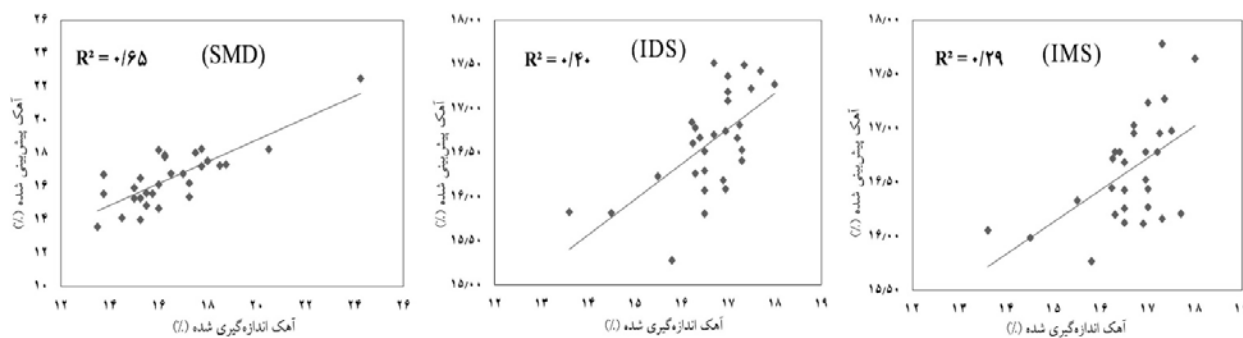 R² = ۰/۶۵ (SMD)
آهک پیش‌بینی شده (٪)
۲۶
۲۴
۲۲
۲۰
۱۸
۱۶
۱۴
۱۲
۱۰
۱۲ ۱۴ ۱۶ ۱۸ ۲۰ ۲۲ ۲۴ ۲۶
آهک اندازه‌گیری شده (٪)
R² = ۰/۴۰ (IDS)
آهک پیش‌بینی شده (٪)
۱۸/۰۰
۱۷/۵۰
۱۷/۰۰
۱۶/۵۰
۱۶/۰۰
۱۵/۵۰
۱۵/۰۰
۱۲ ۱۳ ۱۴ ۱۵ ۱۶ ۱۷ ۱۸ ۱۹
آهک اندازه‌گیری شده (٪)
R² = ۰/۲۹ (IMS)
آهک پیش‌بینی شده (٪)
۱۸/۰۰
۱۷/۵۰
۱۷/۰۰
۱۶/۵۰
۱۶/۰۰
۱۵/۵۰
۱۲ ۱۳ ۱۴ ۱۵ ۱۶ ۱۷ ۱۸
آهک اندازه‌گیری شده (٪)